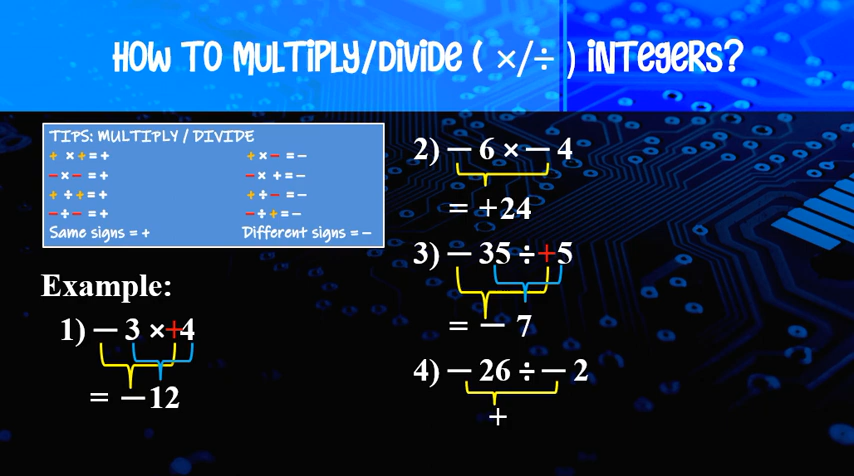 HOW TO MULTIPLY/DIVIDE ( ×/÷ ) INTEGERS?
TIPS: MULTIPLY / DIVIDE
+ × + = +
− × − = +
+ ÷ + = +
− ÷ − = +
Same signs = +
+ × − = −
− × + = −
+ ÷ − = −
− ÷ + = −
Different signs = −
Example:
1) − 3 × +4
= −12
2) − 6 × − 4
= +24
3) − 35 ÷ +5
= − 7
4) − 26 ÷ − 2
+